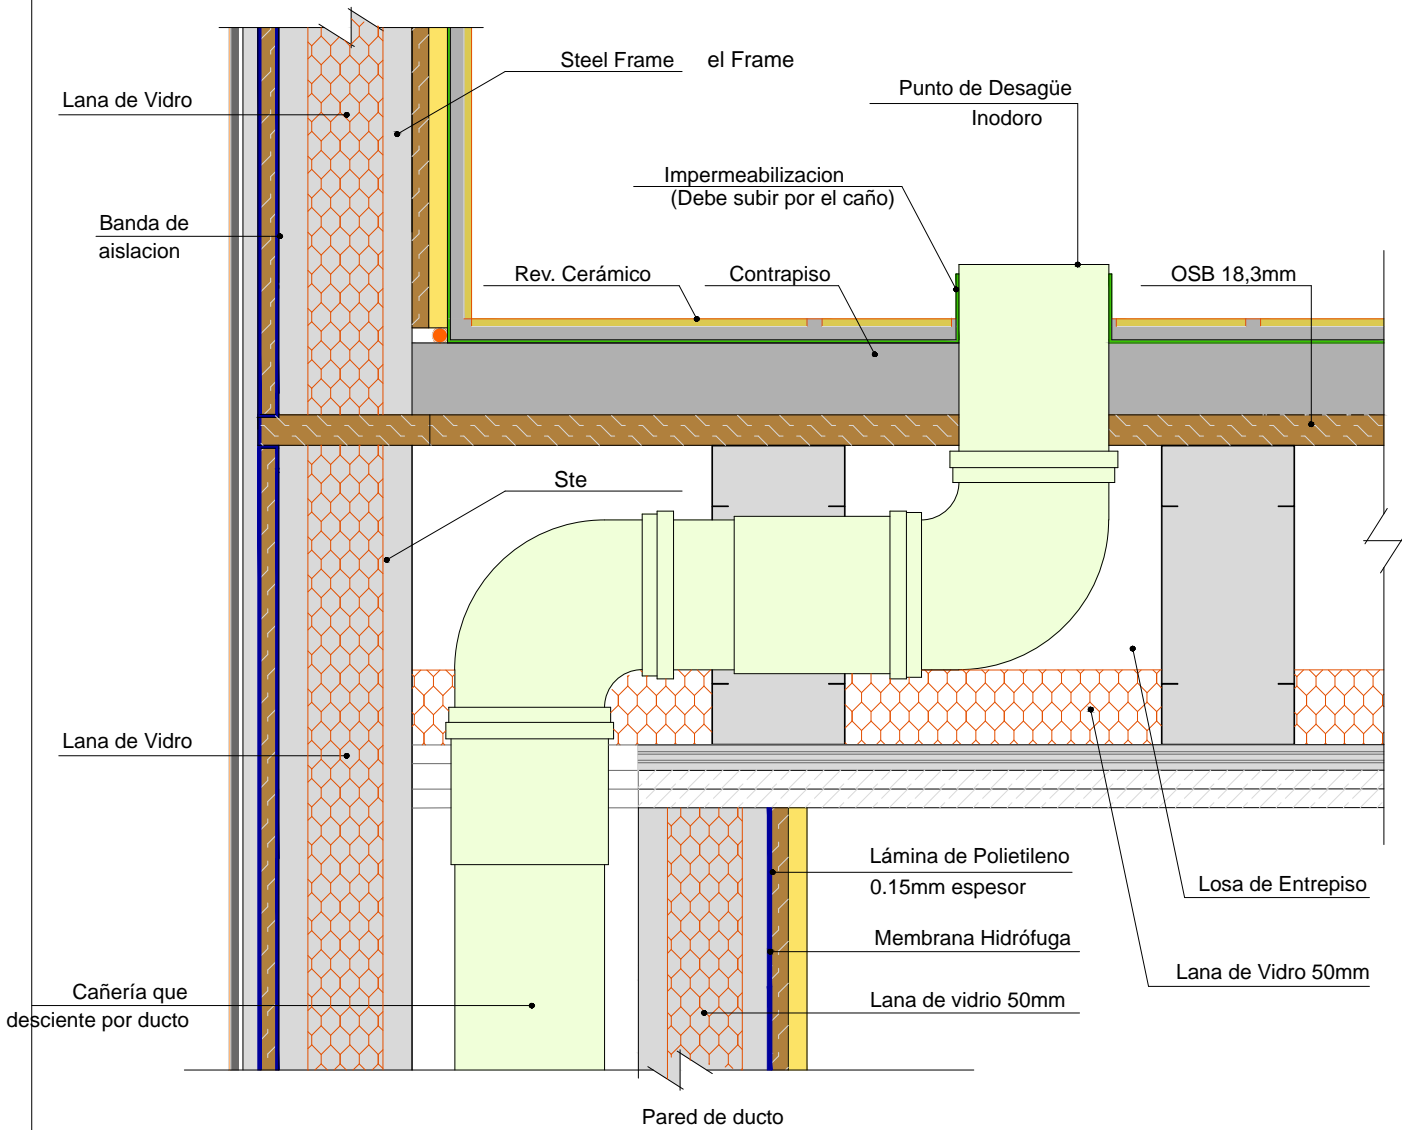 Steel Frame el Frame
Lana de Vidro
Punto de Desagüe
Inodoro
Impermeabilizacion
(Debe subir por el caño)
Banda de
aislacion
Rev. Cerámico
Contrapiso
OSB 18,3mm
Ste
Lana de Vidro
Lámina de Polietileno
0.15mm espesor
Losa de Entrepiso
Membrana Hidrófuga
Lana de Vidro 50mm
Lana de vidrio 50mm
Cañería que
desciente por ducto
Pared de ducto